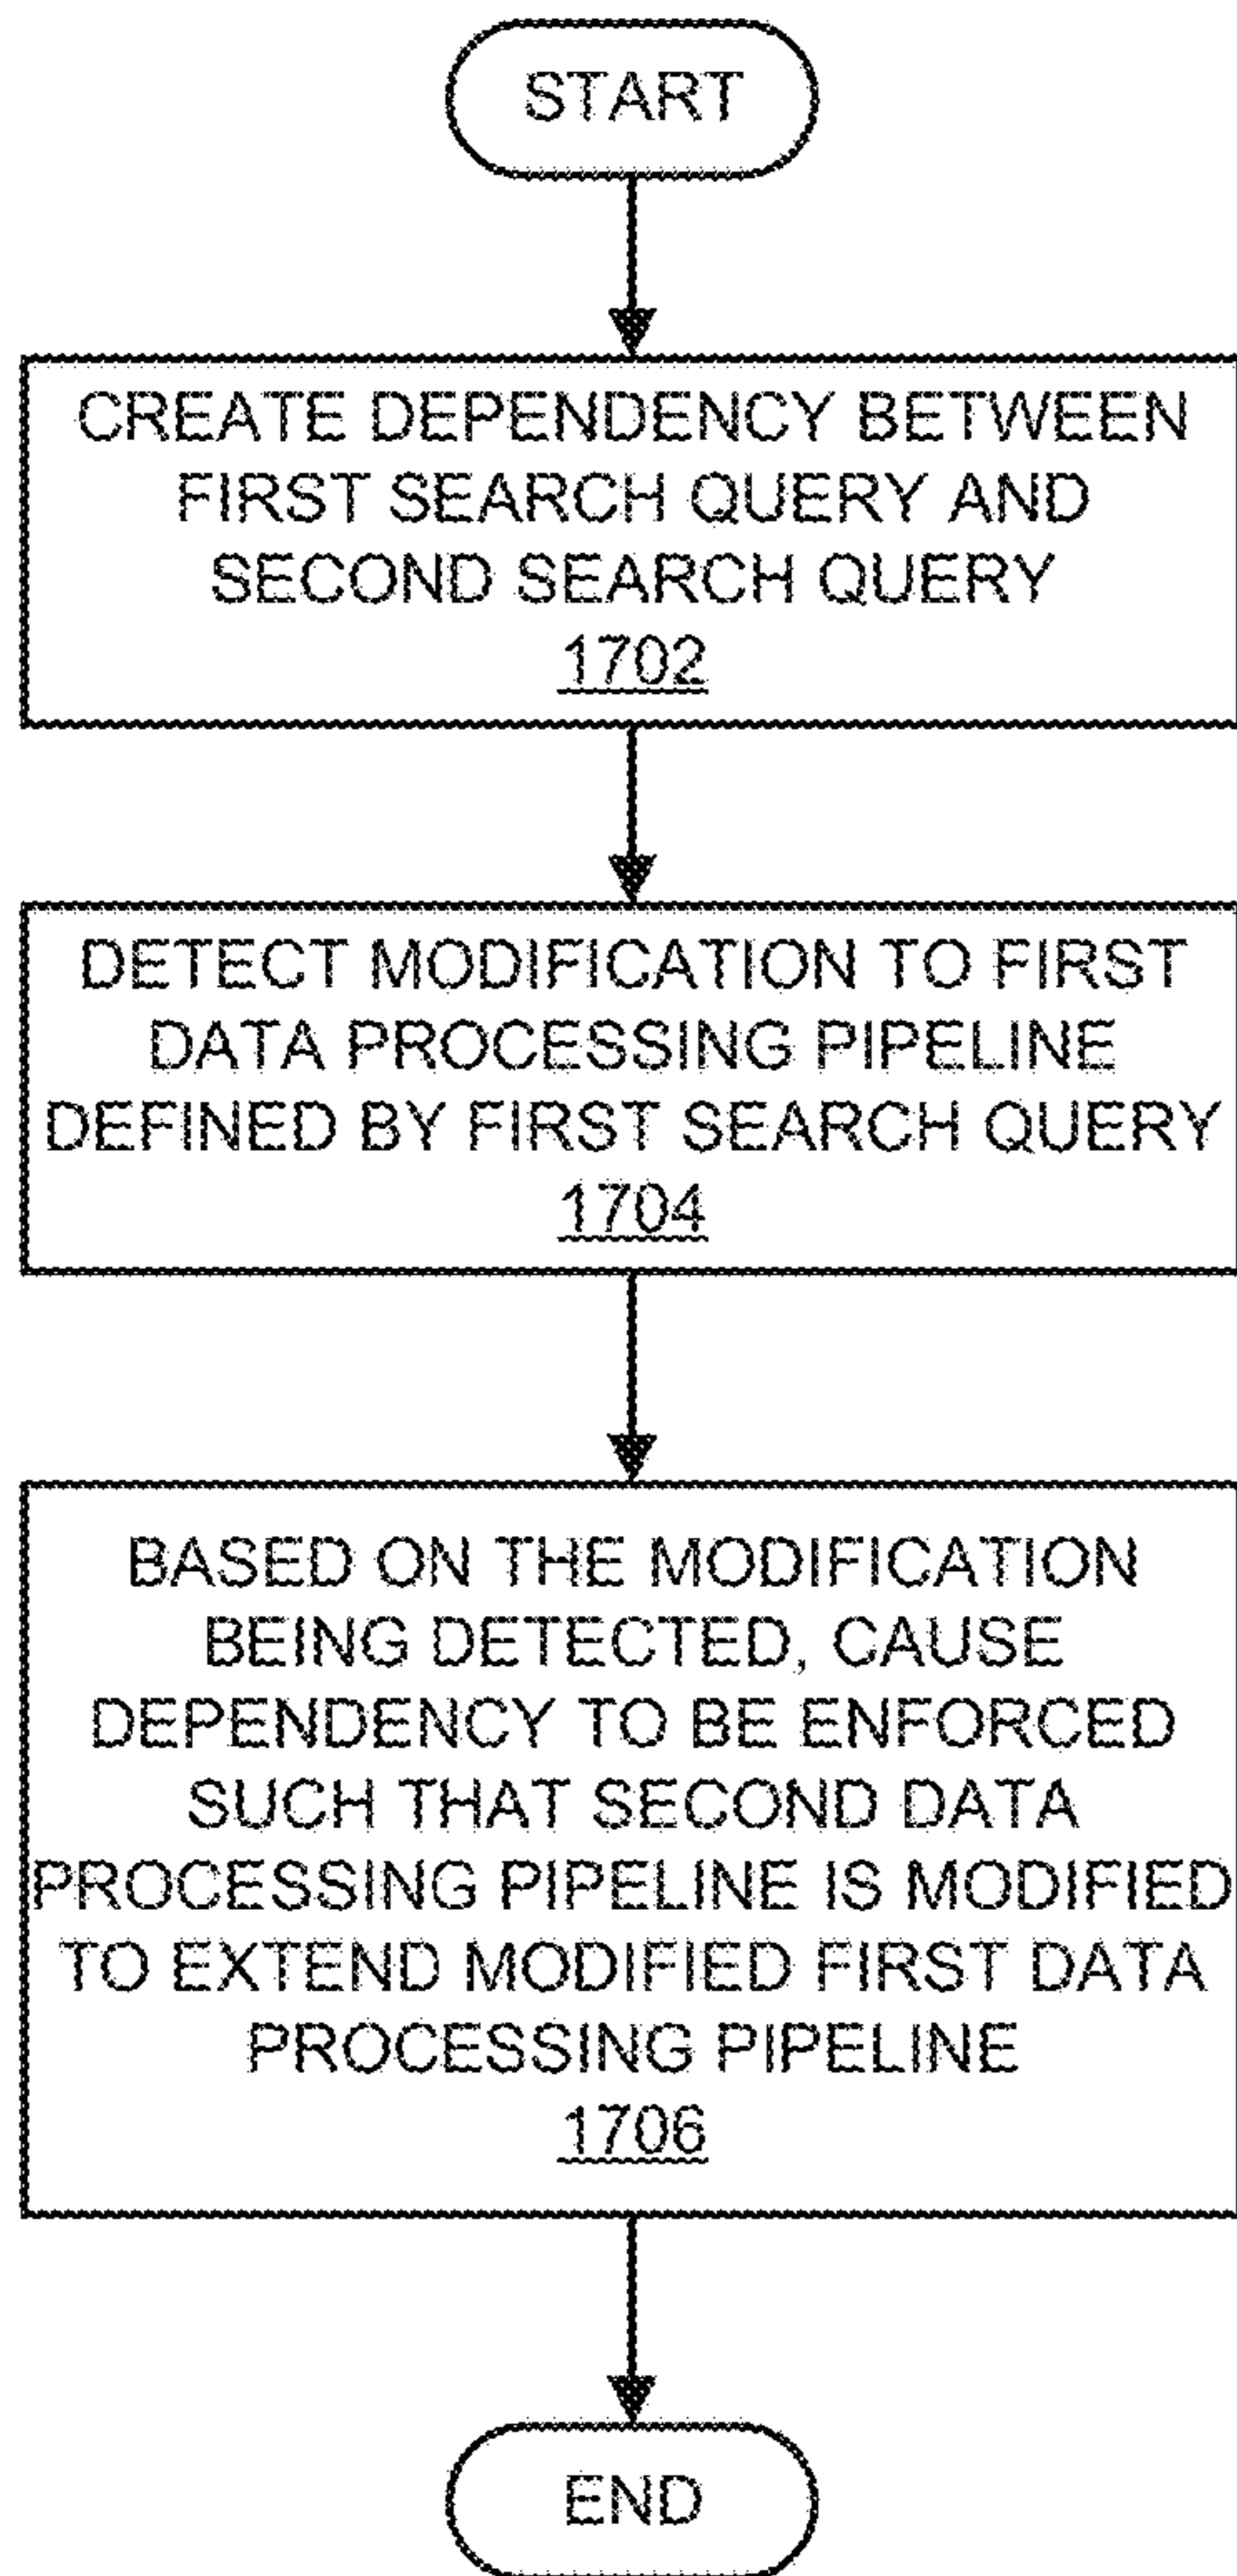 START
CREATE DEPENDENCY BETWEEN
FIRST SEARCH QUERY AND
SECOND SEARCH QUERY
1702
DETECT MODIFICATION TO FIRST
DATA PROCESSING PIPELINE
DEFINED BY FIRST SEARCH QUERY
1704
BASED ON THE MODIFICATION
BEING DETECTED, CAUSE
DEPENDENCY TO BE ENFORCED
SUCH THAT SECOND DATA
PROCESSING PIPELINE IS MODIFIED
TO EXTEND MODIFIED FIRST DATA
PROCESSING PIPELINE
1706
END